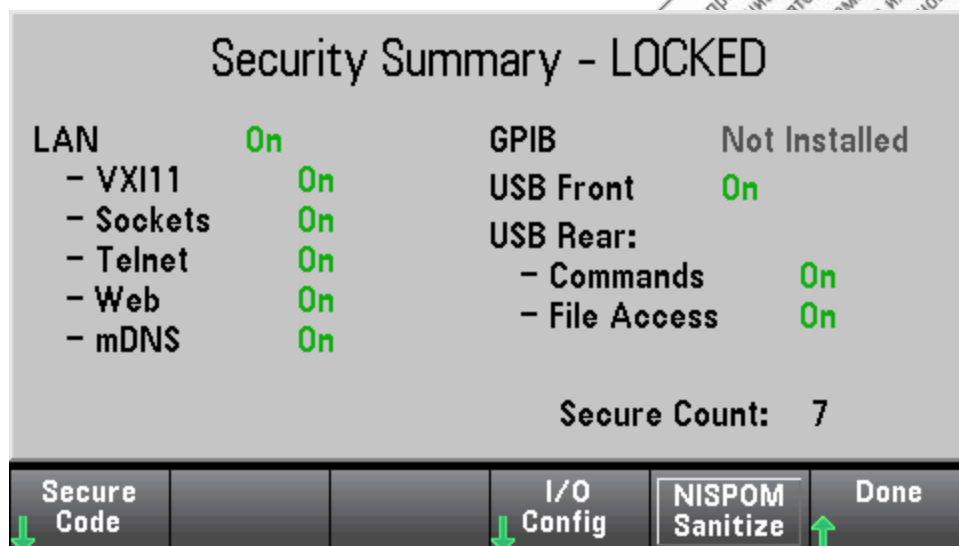 Security Summary - LOCKED
LAN On
- VXI11 On
- Sockets On
- Telnet On
- Web On
- mDNS On
GPIB Not Installed
USB Front On
USB Rear:
- Commands On
- File Access On
Secure Count: 7
Secure Code
I/O Config
NISPOM Sanitize
Done